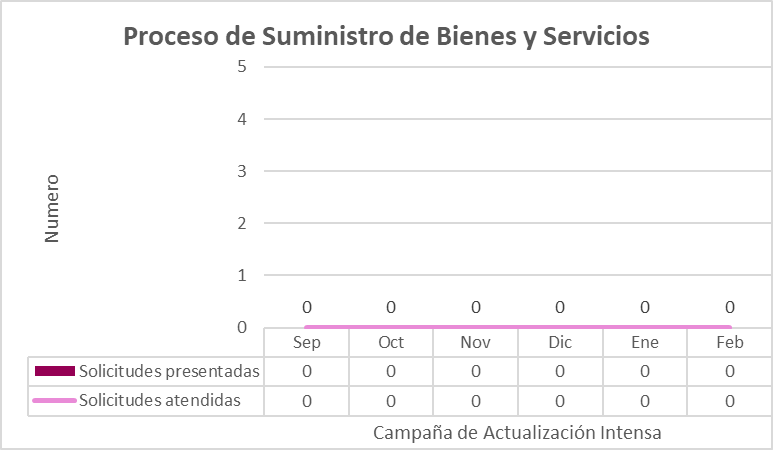 Proceso de Suministro de Bienes y Servicios
5
4
3
2
1
0
Numero
0 0 0 0 0 0
Sep Oct Nov Dic Ene Feb
Solicitudes presentadas 0 0 0 0 0 0
Solicitudes atendidas 0 0 0 0 0 0
Campaña de Actualización Intensa